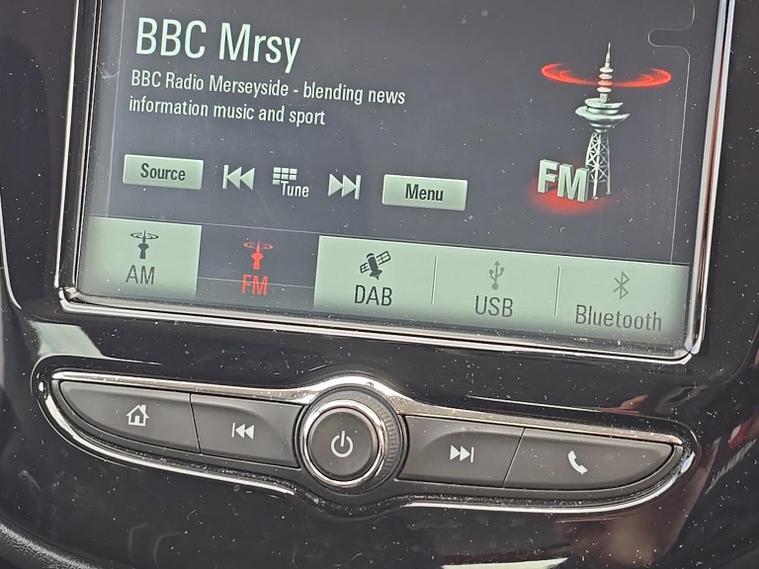 BBC Mrsy
BBC Radio Merseyside - blending news
information music and sport
Source
Tune
Menu
FM
AM
FM
DAB
USB
Bluetooth